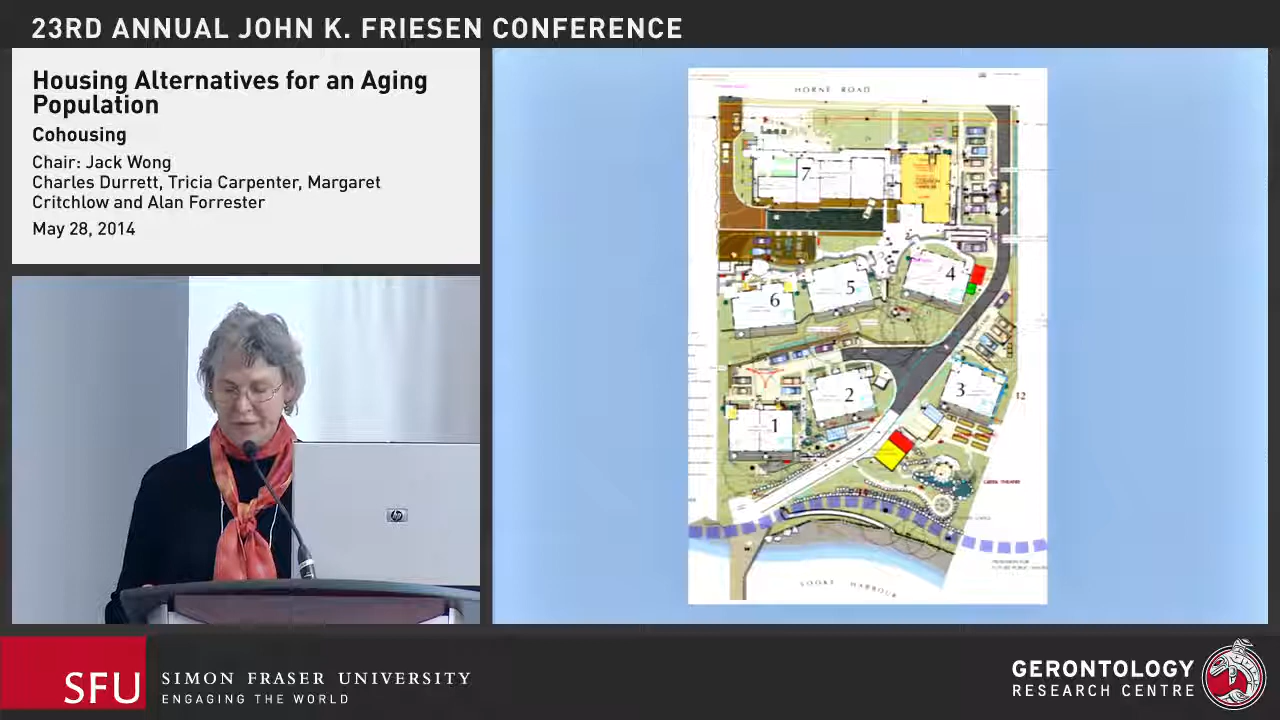 23RD ANNUAL JOHN K. FRIESEN CONFERENCE
Housing Alternatives for an Aging
Population
Cohousing
Chair: Jack Wong
Charles Durrett, Tricia Carpenter, Margaret
Critchlow and Alan Forrester
May 28, 2014
HORNE ROAD
7
4
5
6
3
2
1
12
SOOKE HARBOUR
hp
SFU
SIMON FRASER UNIVERSITY
ENGAGING THE WORLD
GERONTOLOGY
RESEARCH CENTRE